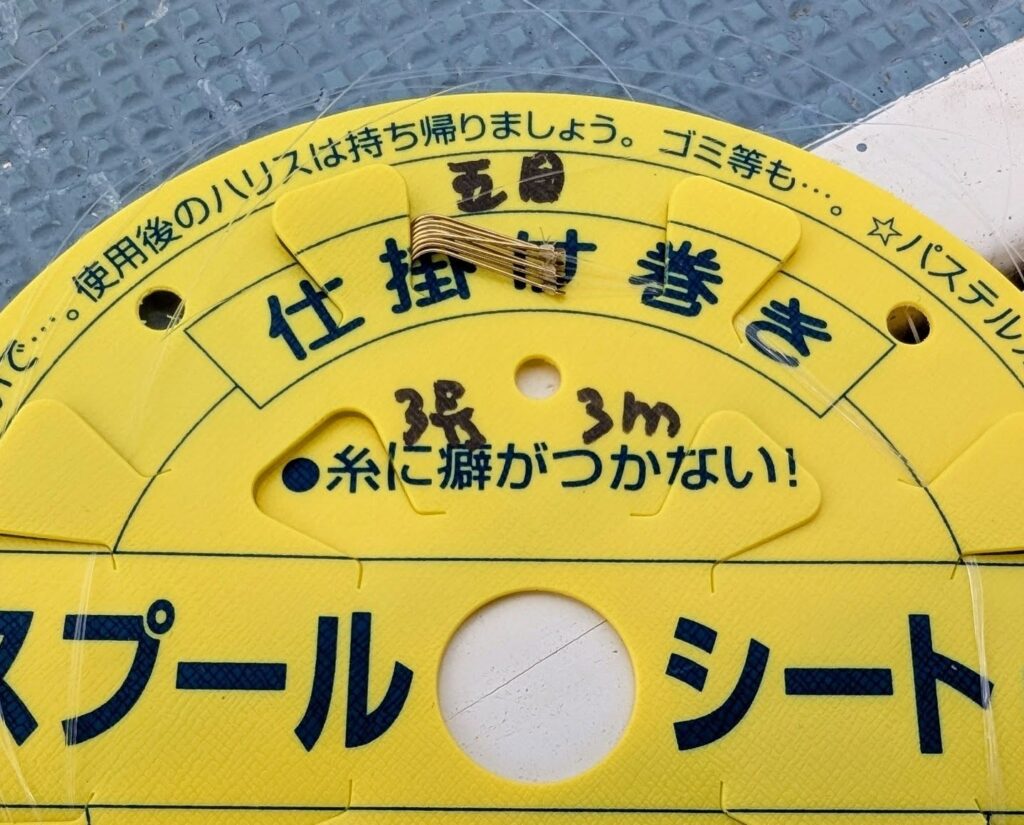 使用後のハリスは持ち帰りましょう。ゴミ等も…。☆パステル
五目
仕掛け巻き
3号 3m
●糸に癖がつかない!
スプールシート